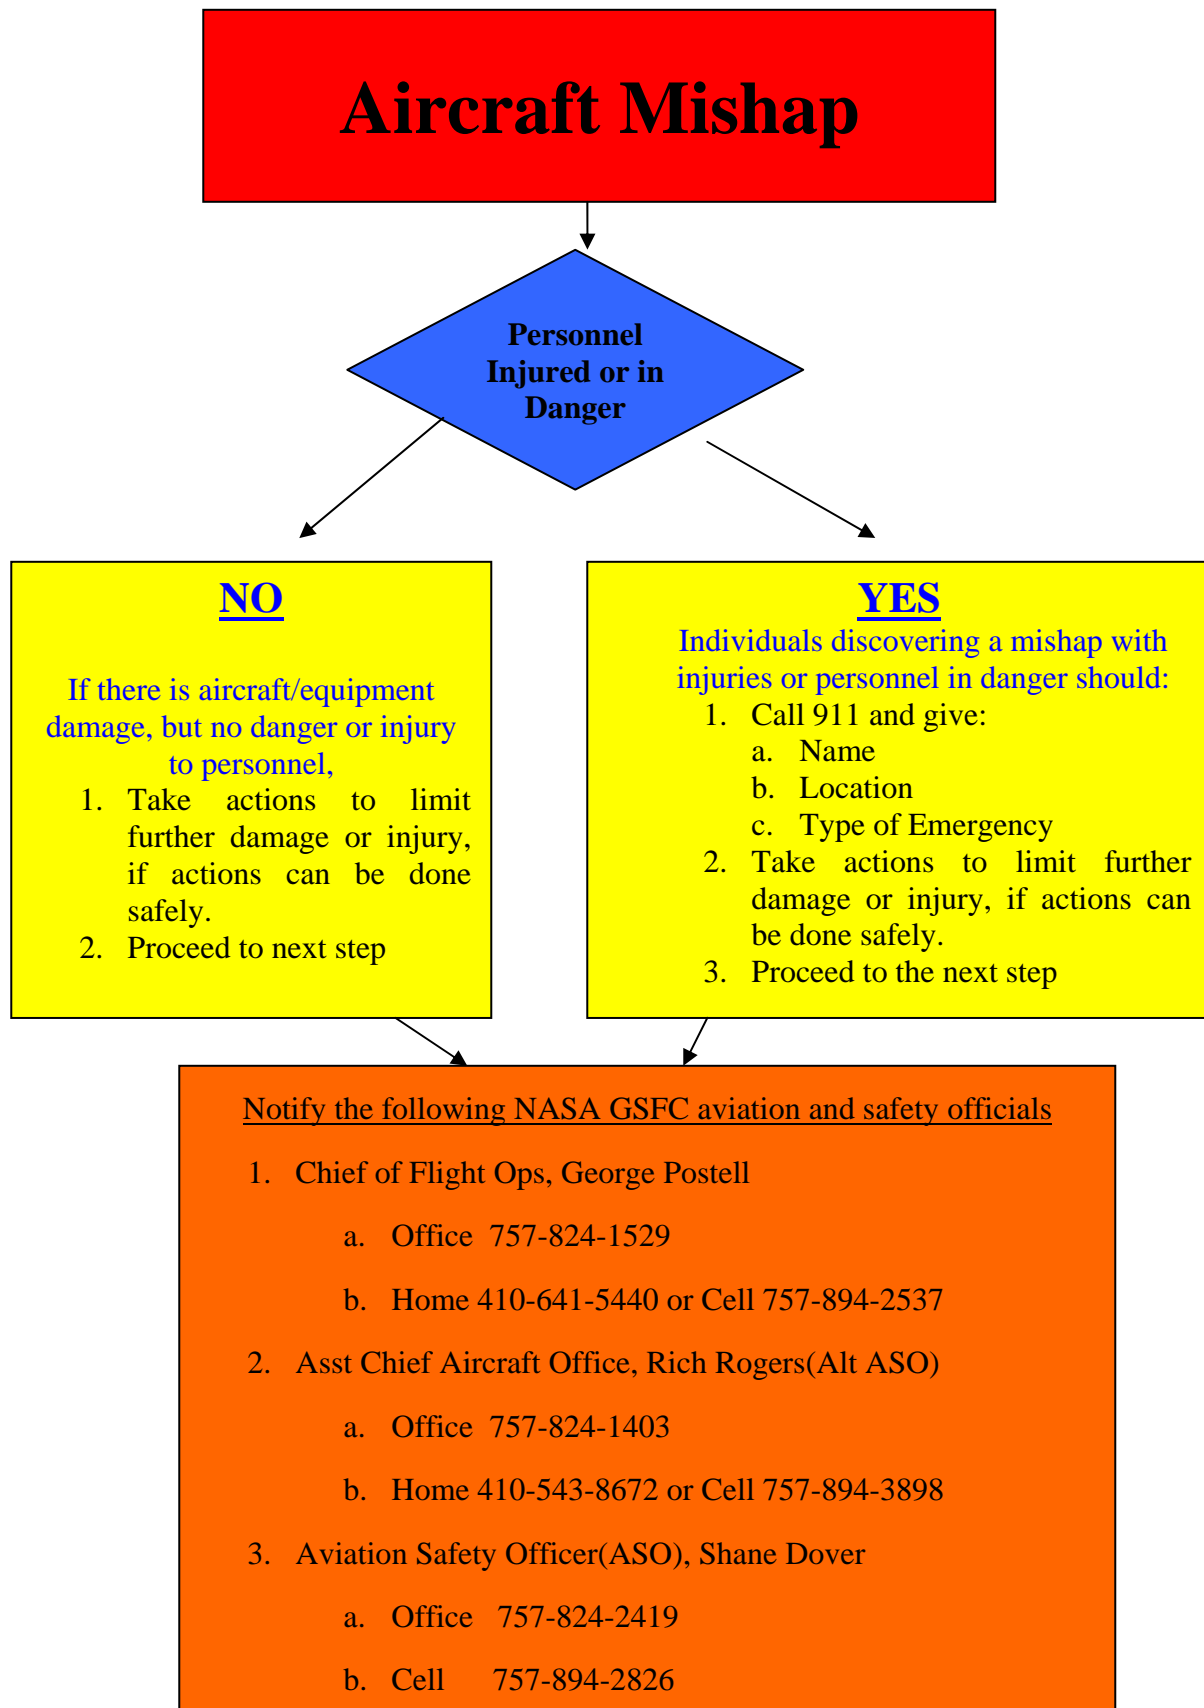 Aircraft Mishap
Personnel
Injured or in
Danger
NO
If there is aircraft/equipment
damage, but no danger or injury
to personnel,
1. Take actions to limit
further damage or injury,
if actions can be done
safely.
2. Proceed to next step
YES
Individuals discovering a mishap with
injuries or personnel in danger should:
1. Call 911 and give:
a. Name
b. Location
c. Type of Emergency
2. Take actions to limit further
damage or injury, if actions can
be done safely.
3. Proceed to the next step
Notify the following NASA GSFC aviation and safety officials
1. Chief of Flight Ops, George Postell
a. Office 757-824-1529
b. Home 410-641-5440 or Cell 757-894-2537
2. Asst Chief Aircraft Office, Rich Rogers(Alt ASO)
a. Office 757-824-1403
b. Home 410-543-8672 or Cell 757-894-3898
3. Aviation Safety Officer(ASO), Shane Dover
a. Office 757-824-2419
b. Cell 757-894-2826